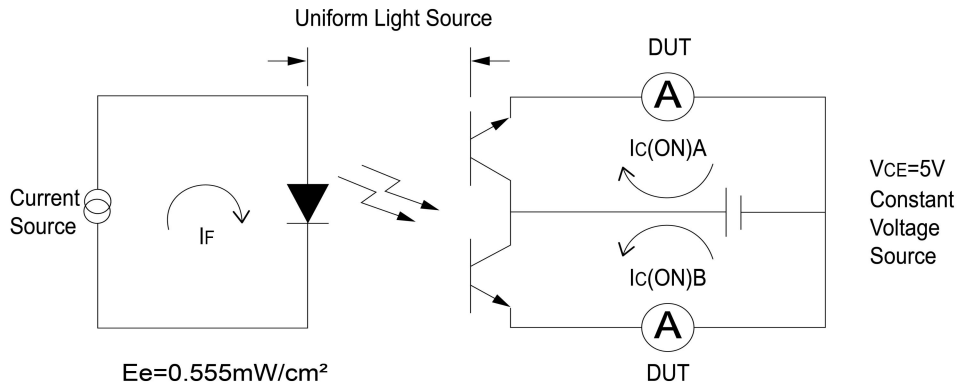 Uniform Light Source
DUT
A
IC(ON)A
VCE=5V
Constant
Voltage
Source
Current
Source
IF
IC(ON)B
A
DUT
Ee=0.555mW/cm²